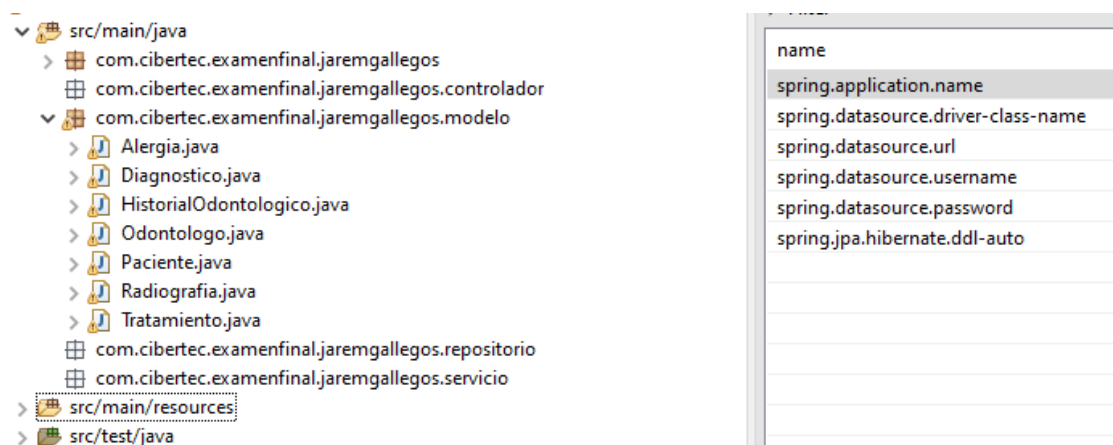 src/main/java
com.cibertec.examenfinal.jaremgallegos
com.cibertec.examenfinal.jaremgallegos.controlador
com.cibertec.examenfinal.jaremgallegos.modelo
Alergia.java
Diagnostico.java
HistorialOdontologico.java
Odontologo.java
Paciente.java
Radiografia.java
Tratamiento.java
com.cibertec.examenfinal.jaremgallegos.repositorio
com.cibertec.examenfinal.jaremgallegos.servicio
src/main/resources
src/test/java
name
spring.application.name
spring.datasource.driver-class-name
spring.datasource.url
spring.datasource.username
spring.datasource.password
spring.jpa.hibernate.ddl-auto